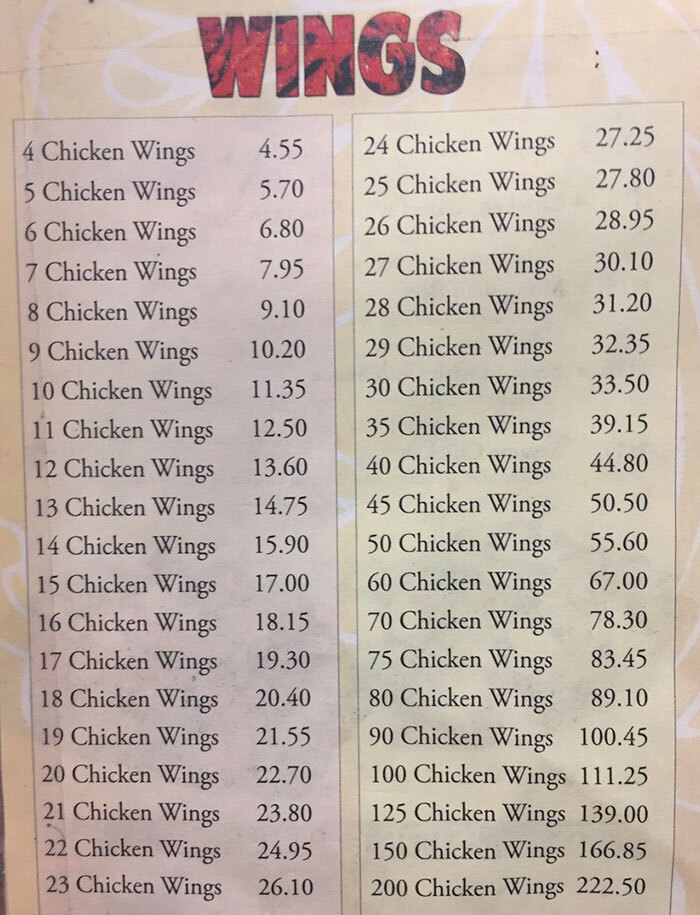 WINGS
4 Chicken Wings 4.55
5 Chicken Wings 5.70
6 Chicken Wings 6.80
7 Chicken Wings 7.95
8 Chicken Wings 9.10
9 Chicken Wings 10.20
10 Chicken Wings 11.35
11 Chicken Wings 12.50
12 Chicken Wings 13.60
13 Chicken Wings 14.75
14 Chicken Wings 15.90
15 Chicken Wings 17.00
16 Chicken Wings 18.15
17 Chicken Wings 19.30
18 Chicken Wings 20.40
19 Chicken Wings 21.55
20 Chicken Wings 22.70
21 Chicken Wings 23.80
22 Chicken Wings 24.95
23 Chicken Wings 26.10
24 Chicken Wings 27.25
25 Chicken Wings 27.80
26 Chicken Wings 28.95
27 Chicken Wings 30.10
28 Chicken Wings 31.20
29 Chicken Wings 32.35
30 Chicken Wings 33.50
35 Chicken Wings 39.15
40 Chicken Wings 44.80
45 Chicken Wings 50.50
50 Chicken Wings 55.60
60 Chicken Wings 67.00
70 Chicken Wings 78.30
75 Chicken Wings 83.45
80 Chicken Wings 89.10
90 Chicken Wings 100.45
100 Chicken Wings 111.25
125 Chicken Wings 139.00
150 Chicken Wings 166.85
200 Chicken Wings 222.50